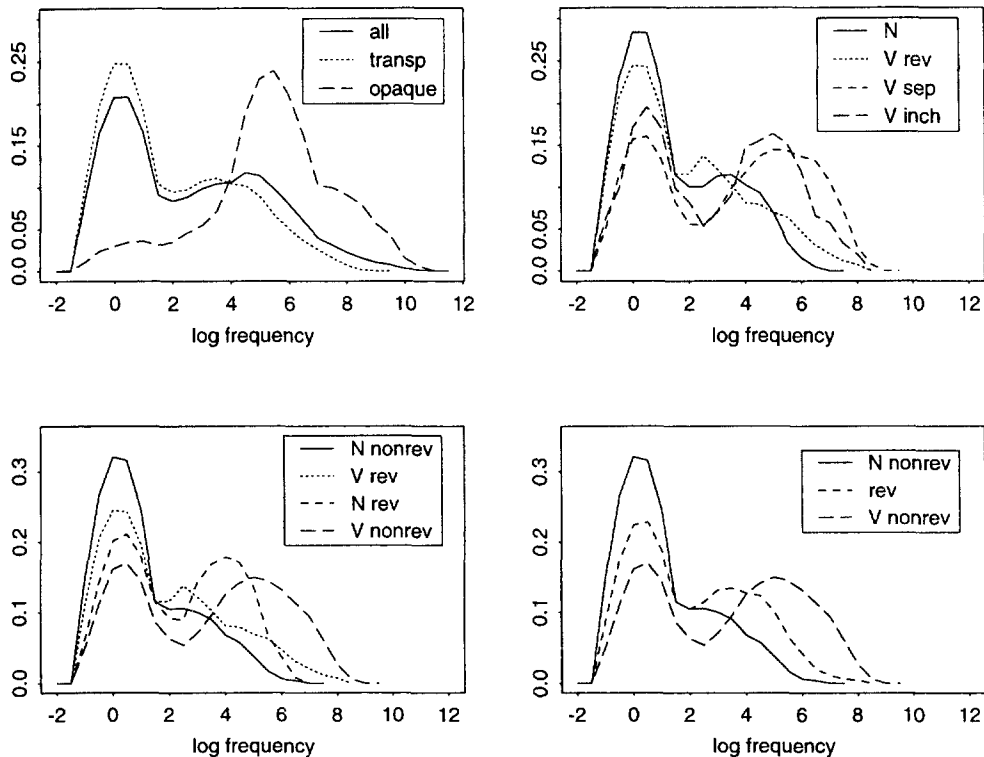 0.25
0.15
0.05
0.0
all
transp
opaque
-2 0 2 4 6 8 10 12
log frequency
0.25
0.15
0.05
0.0
N
V rev
V sep
V inch
-2 0 2 4 6 8 10 12
log frequency
0.3
0.2
0.1
0.0
N nonrev
V rev
N rev
V nonrev
-2 0 2 4 6 8 10 12
log frequency
0.3
0.2
0.1
0.0
N nonrev
rev
V nonrev
-2 0 2 4 6 8 10 12
log frequency